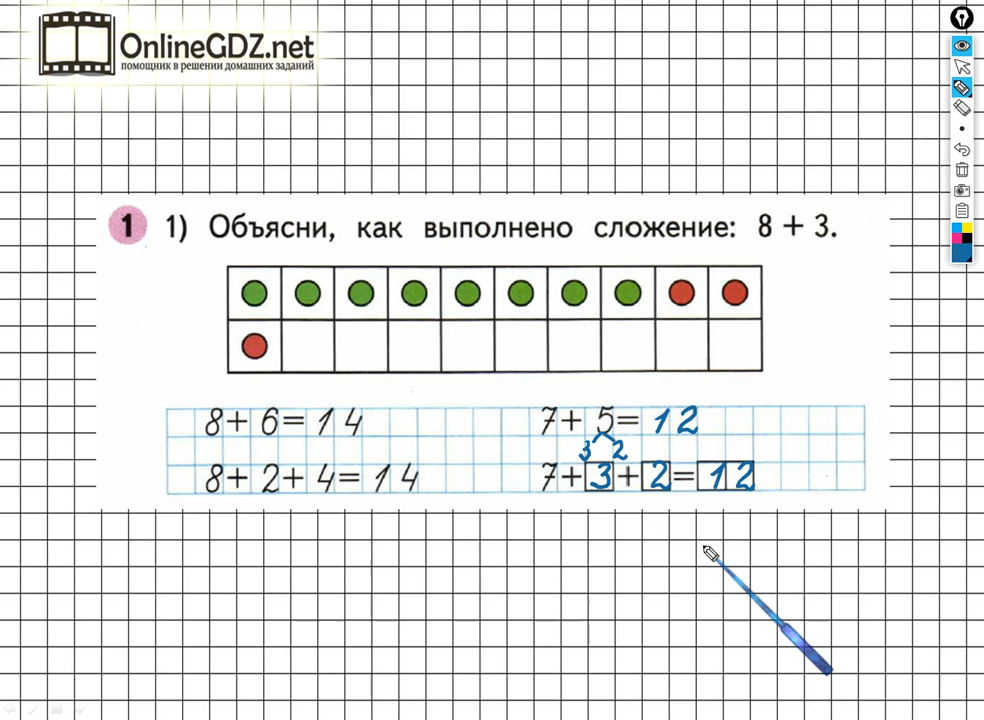 OnlineGDZ.net
помощник в решении домашних заданий
1 1) Объясни, как выполнено сложение: 8 + 3.
8+ 6= 14
7+ 5= 12
3 2
8+ 2+ 4= 14
7+3+2=12